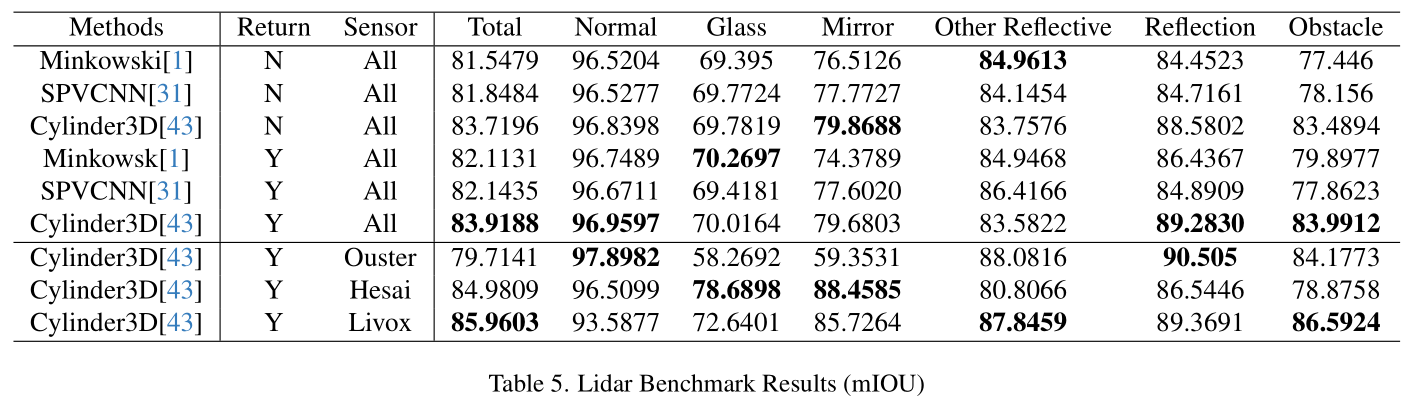 Methods Return Sensor Total Normal Glass Mirror Other Reflective Reflection Obstacle
Minkowski[1] N All 81.5479 96.5204 69.395 76.5126 84.9613 84.4523 77.446
SPVCNN[31] N All 81.8484 96.5277 69.7724 77.7727 84.1454 84.7161 78.156
Cylinder3D[43] N All 83.7196 96.8398 69.7819 79.8688 83.7576 88.5802 83.4894
Minkowsk[1] Y All 82.1131 96.7489 70.2697 74.3789 84.9468 86.4367 79.8977
SPVCNN[31] Y All 82.1435 96.6711 69.4181 77.6020 86.4166 84.8909 77.8623
Cylinder3D[43] Y All 83.9188 96.9597 70.0164 79.6803 83.5822 89.2830 83.9912
Cylinder3D[43] Y Ouster 79.7141 97.8982 58.2692 59.3531 88.0816 90.505 84.1773
Cylinder3D[43] Y Hesai 84.9809 96.5099 78.6898 88.4585 80.8066 86.5446 78.8758
Cylinder3D[43] Y Livox 85.9603 93.5877 72.6401 85.7264 87.8459 89.3691 86.5924
Table 5. Lidar Benchmark Results (mIOU)